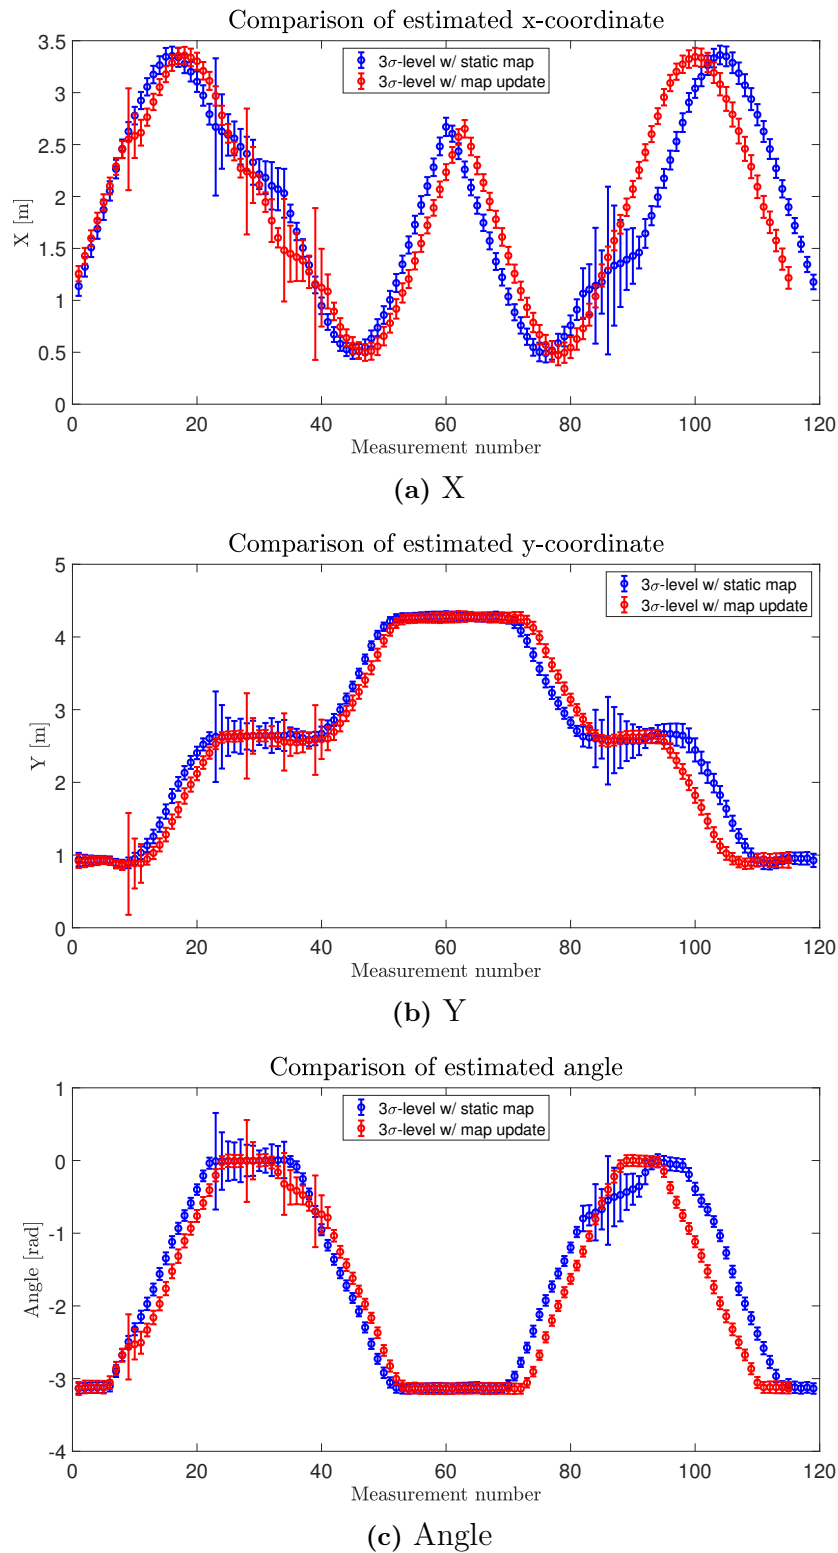 Comparison of estimated x-coordinate
3.5
3
2.5
2
1.5
1
0.5
0
X [m]
3σ-level w/ static map
3σ-level w/ map update
0 20 40 60 80 100 120
Measurement number
(a) X
Comparison of estimated y-coordinate
5
4
3
2
1
0
Y [m]
3σ-level w/ static map
3σ-level w/ map update
0 20 40 60 80 100 120
Measurement number
(b) Y
Comparison of estimated angle
1
0
-1
-2
-3
-4
Angle [rad]
3σ-level w/ static map
3σ-level w/ map update
0 20 40 60 80 100 120
Measurement number
(c) Angle